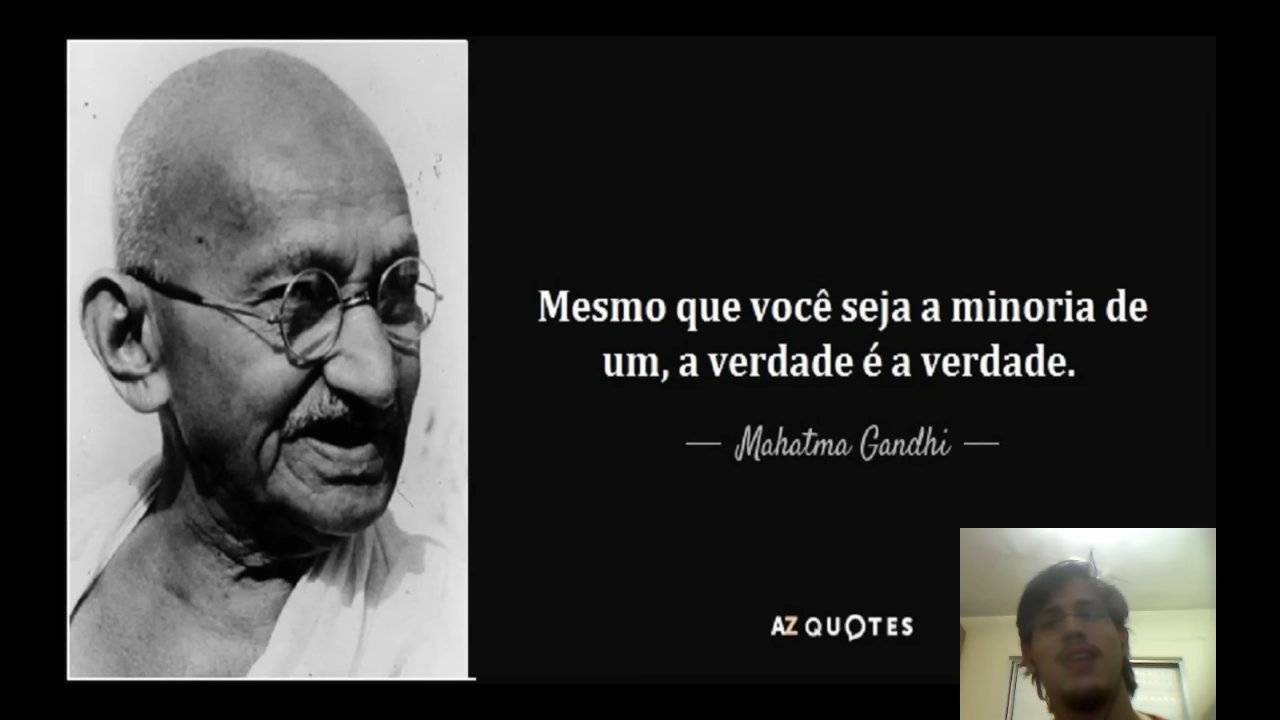 Mesmo que você seja a minoria de
um, a verdade é a verdade.
— Mahatma Gandhi —
AZ QUOTES